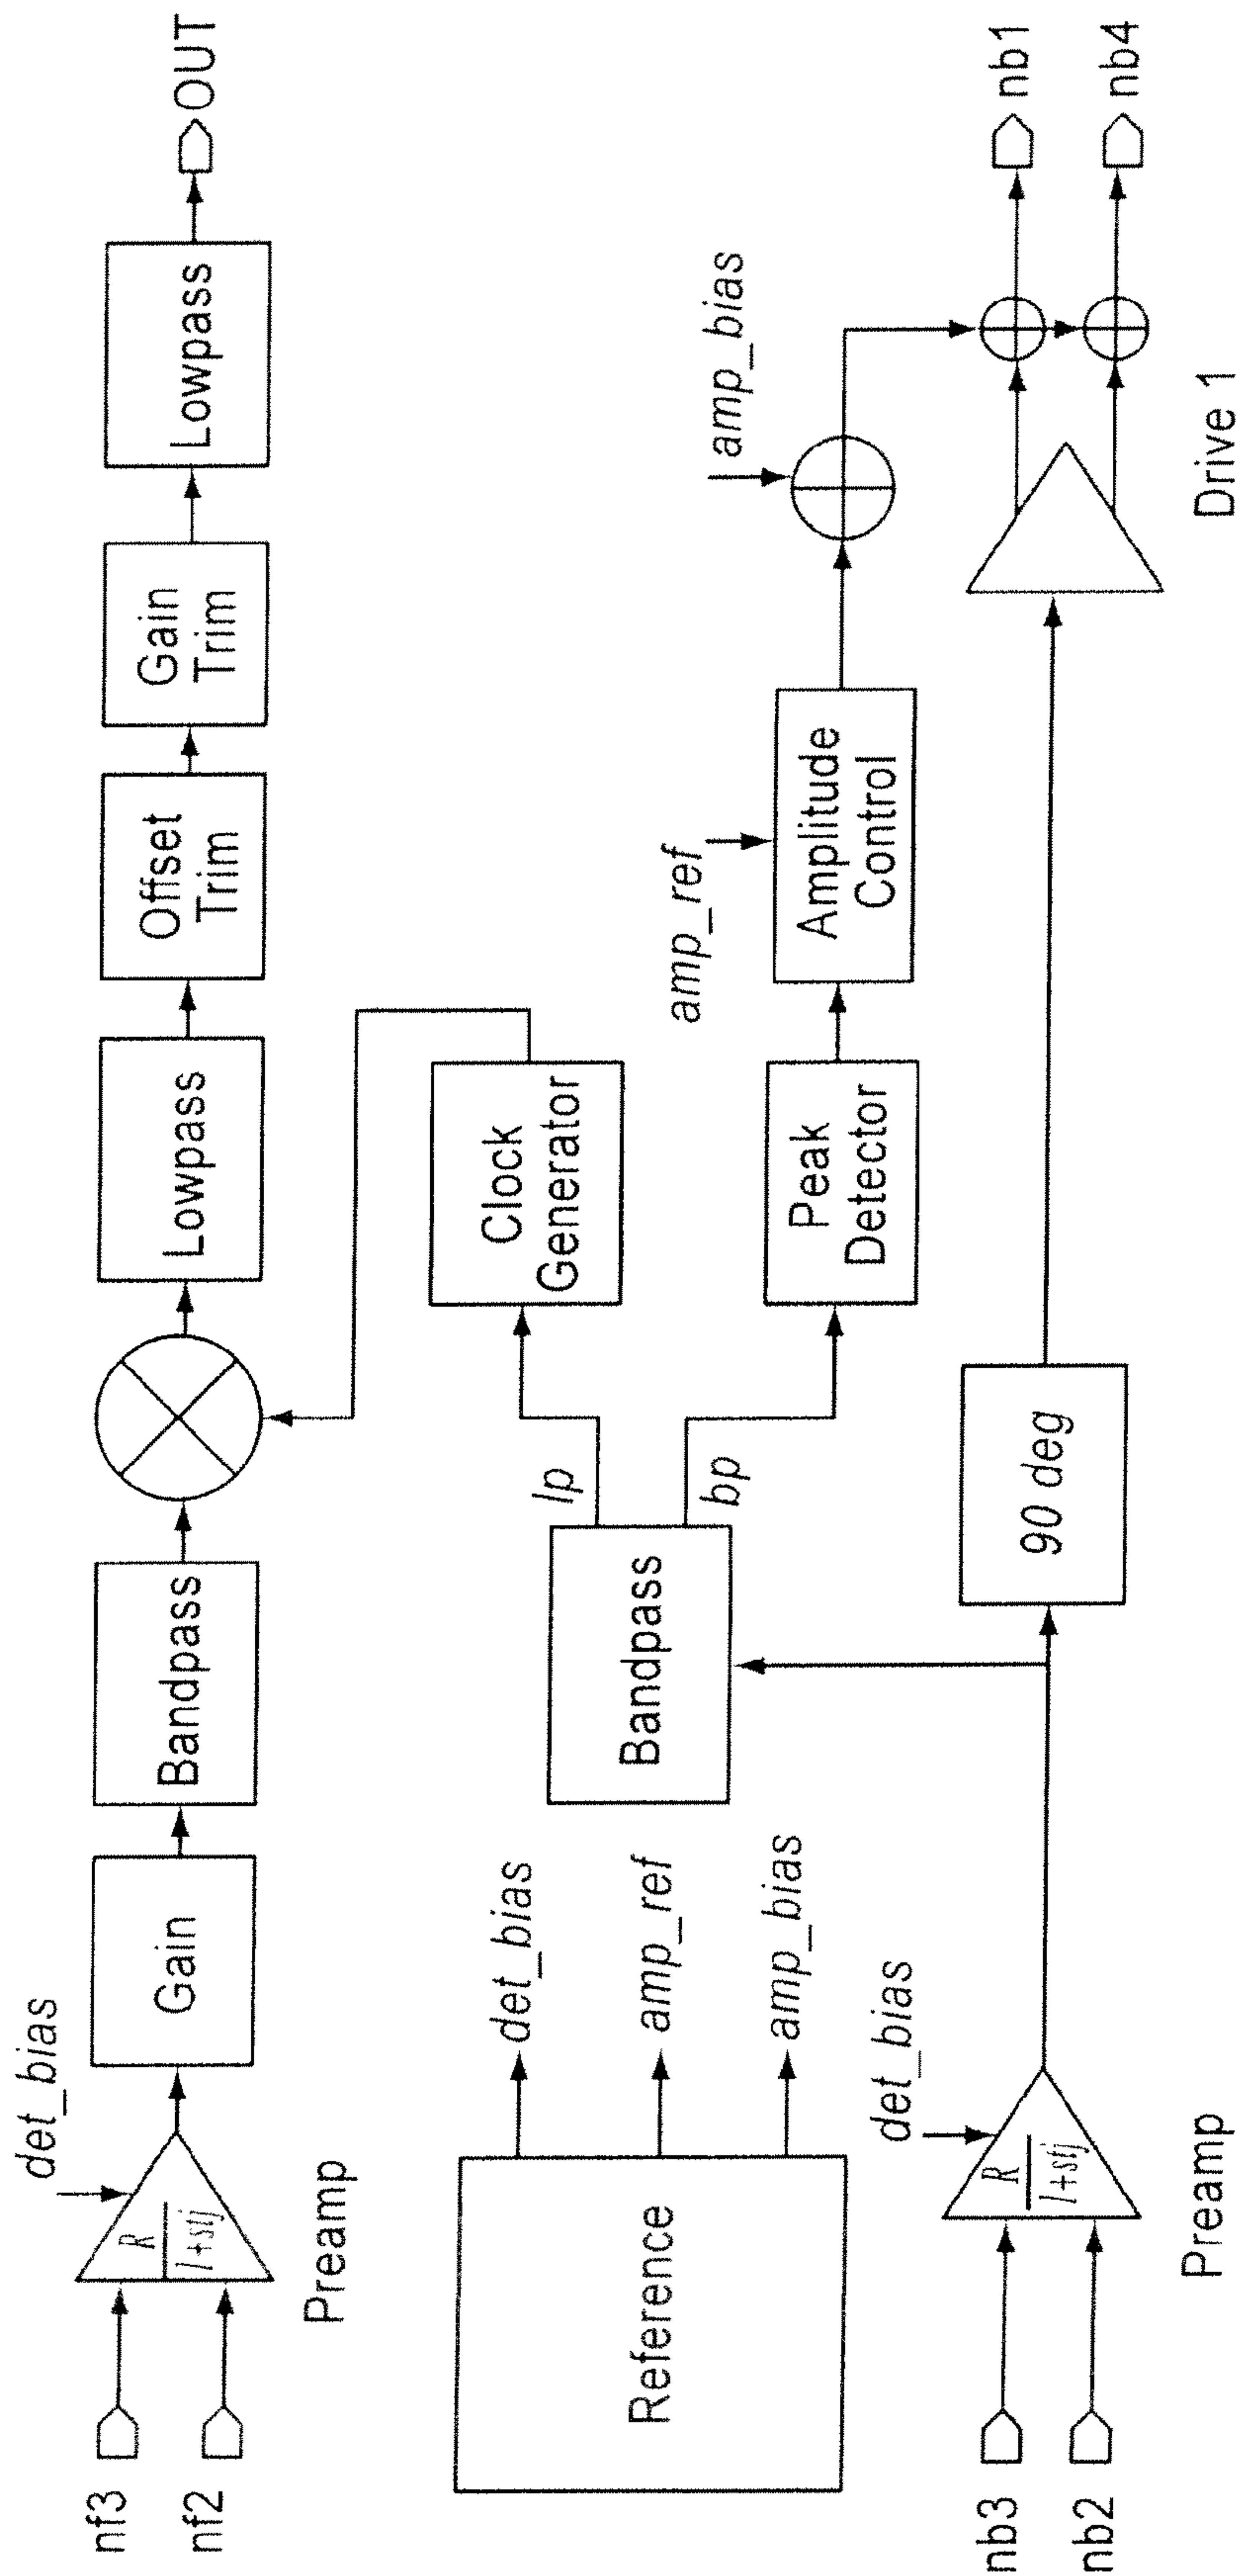 nf3
nf2
det_bias
R
1+stj
Preamp
Gain
Bandpass
Lowpass
Offset
Trim
Gain
Trim
Lowpass
OUT
Reference
det_bias
amp_ref
amp_bias
Bandpass
lp
bp
Clock
Generator
Peak
Detector
amp_ref
Amplitude
Control
amp_bias
nb3
nb2
det_bias
R
1+stj
Preamp
90 deg
Drive 1
nb1
nb4